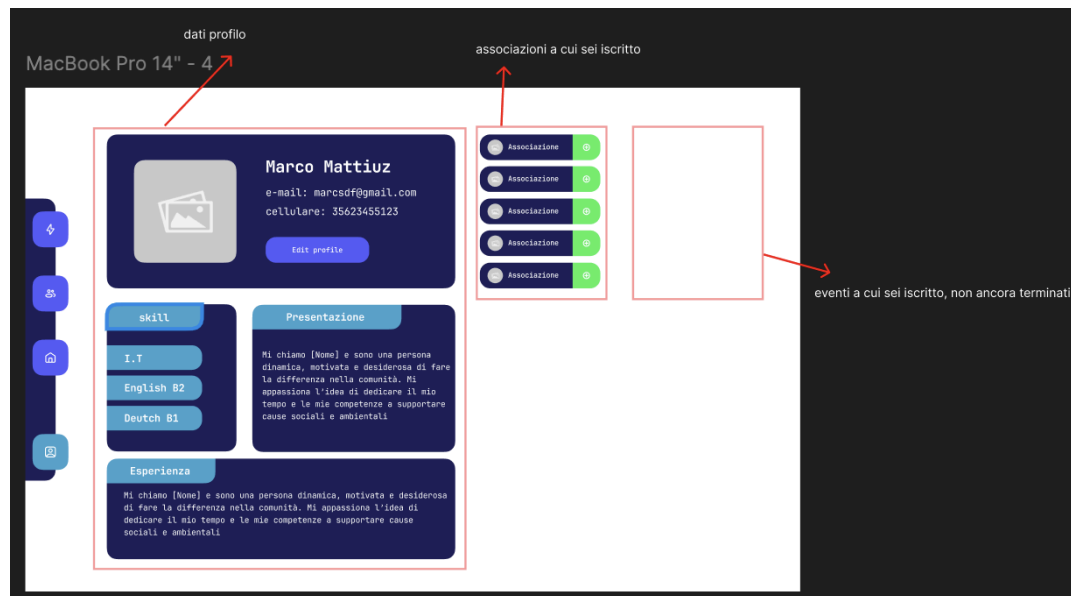 dati profilo
associazioni a cui sei iscritto
MacBook Pro 14" - 4
Marco Mattiuz
e-mail: marcsdf@gmail.com
cellulare: 35623455123
Edit profile
Associazione
Associazione
Associazione
Associazione
Associazione
eventi a cui sei iscritto, non ancora terminati
skill
I.T
English B2
Deutch B1
Presentazione
Mi chiamo [Nome] e sono una persona
dinamica, motivata e desiderosa di fare
la differenza nella comunità. Mi
appassiona l'idea di dedicare il mio
tempo e le mie competenze a supportare
cause sociali e ambientali
Esperienza
Mi chiamo [Nome] e sono una persona dinamica, motivata e desiderosa
di fare la differenza nella comunità. Mi appassiona l'idea di
dedicare il mio tempo e le mie competenze a supportare cause
sociali e ambientali